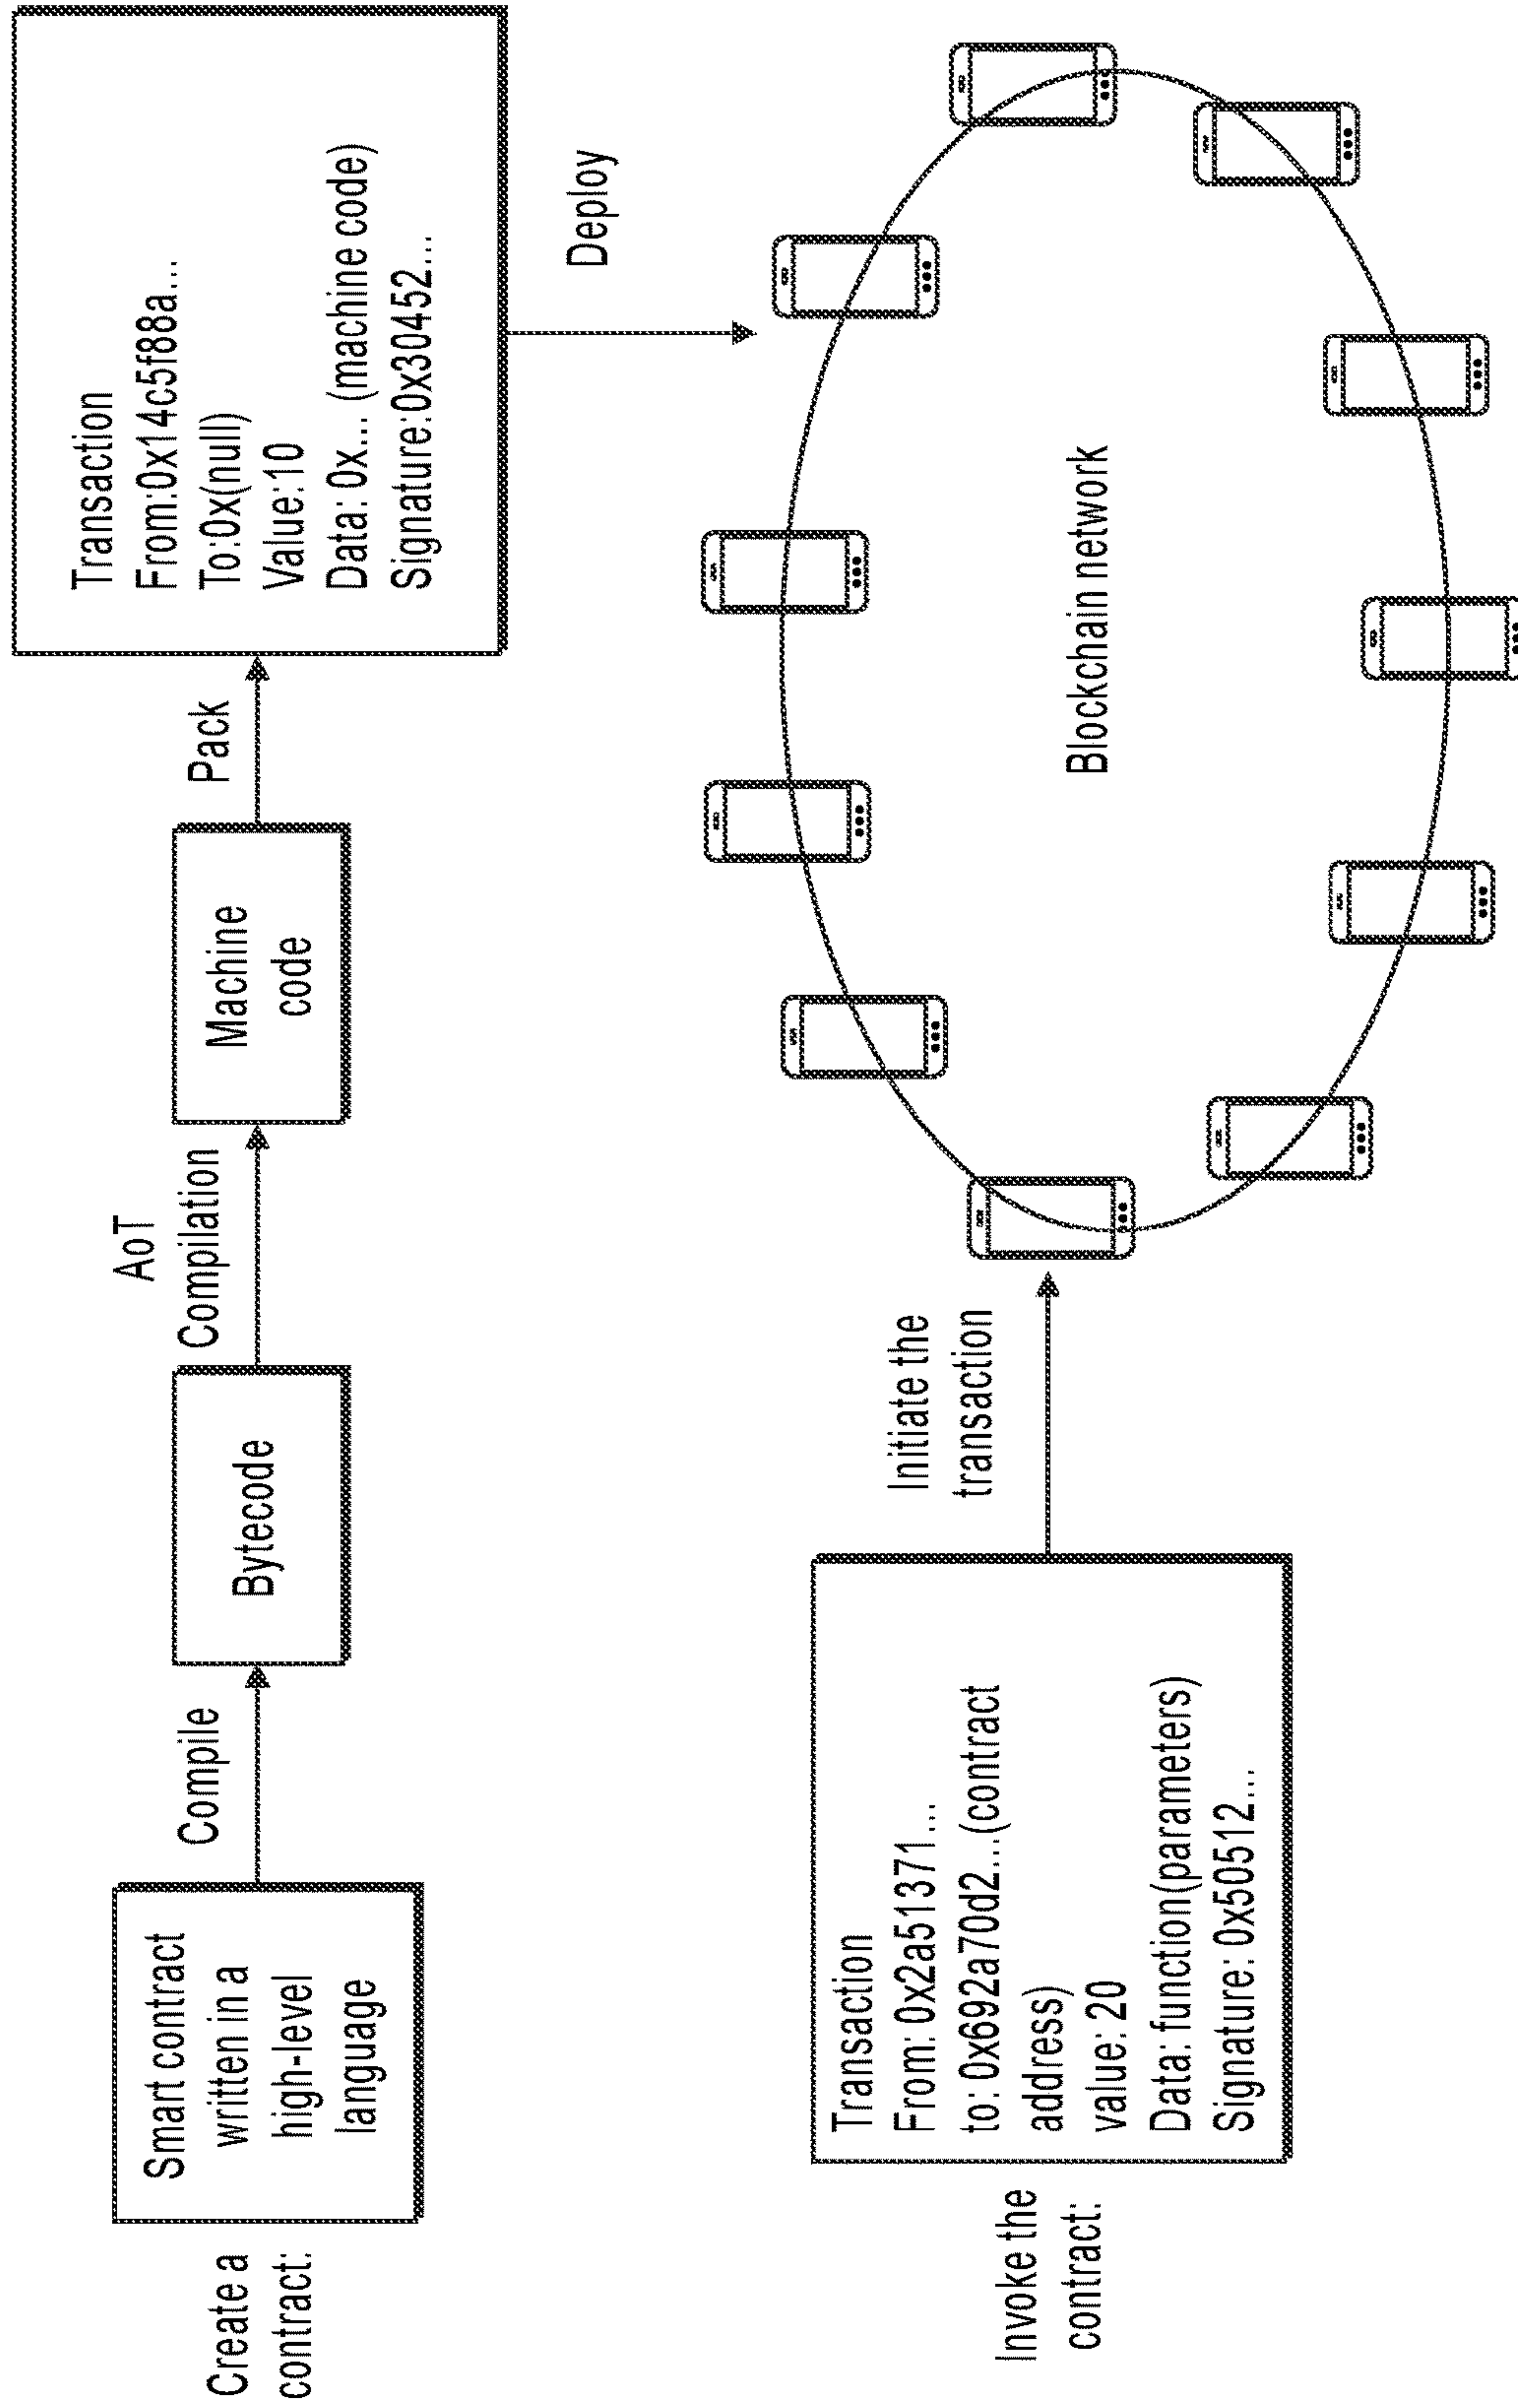 Create a
contract:
Smart contract
written in a
high-level
language
Compile
Bytecode
AoT
Compilation
Machine
code
Pack
Transaction
From:0x14c5f88a...
To:0x(null)
Value:10
Data: 0x... (machine code)
Signature:0x30452...
Deploy
Invoke the
contract:
Transaction
From: 0x2a51371...
to: 0x692a70d2...(contract
address)
value: 20
Data: function(parameters)
Signature: 0x50512...
Initiate the
transaction
Blockchain network